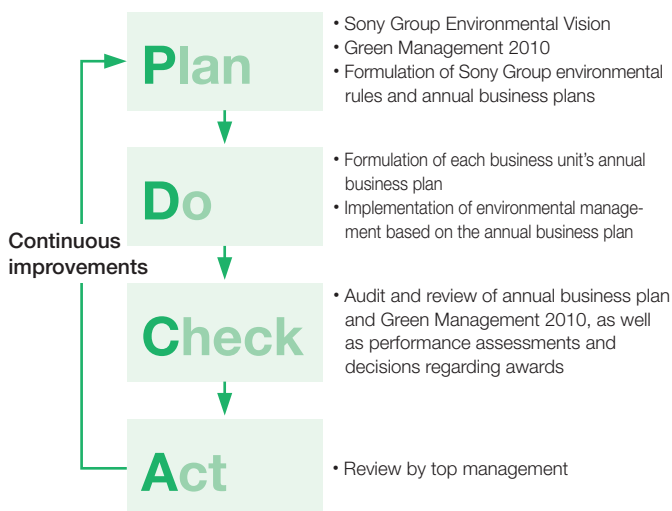 Plan
• Sony Group Environmental Vision
• Green Management 2010
• Formulation of Sony Group environmental
rules and annual business plans
Do
• Formulation of each business unit's annual
business plan
• Implementation of environmental manage-
ment based on the annual business plan
Continuous
improvements
Check
• Audit and review of annual business plan
and Green Management 2010, as well
as performance assessments and
decisions regarding awards
Act
• Review by top management